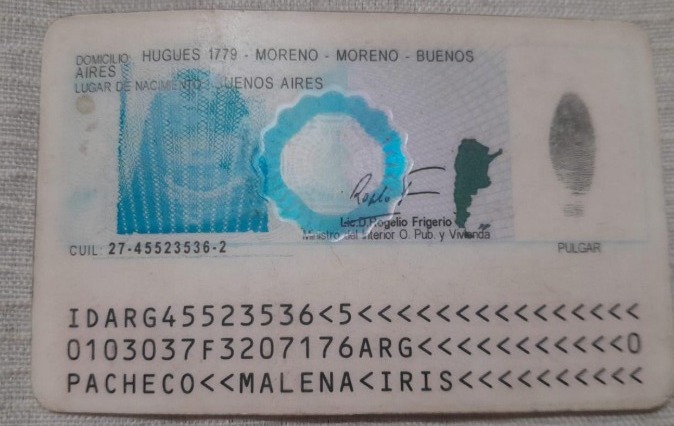 DOMICILIO: HUGUES 1779 - MORENO - MORENO - BUENOS
AIRES
LUGAR DE NACIMIENTO: BUENOS AIRES
Lic.D.Rogelio Frigerio
Ministro del Interior O. Pub. y Vivienda
CUIL: 27-45523536-2
PULGAR
IDARG45523536<5<<<<<<<<<<<<<<<
0103037F3207176ARG<<<<<<<<<<<0
PACHECO<<MALENA<IRIS<<<<<<<<<<